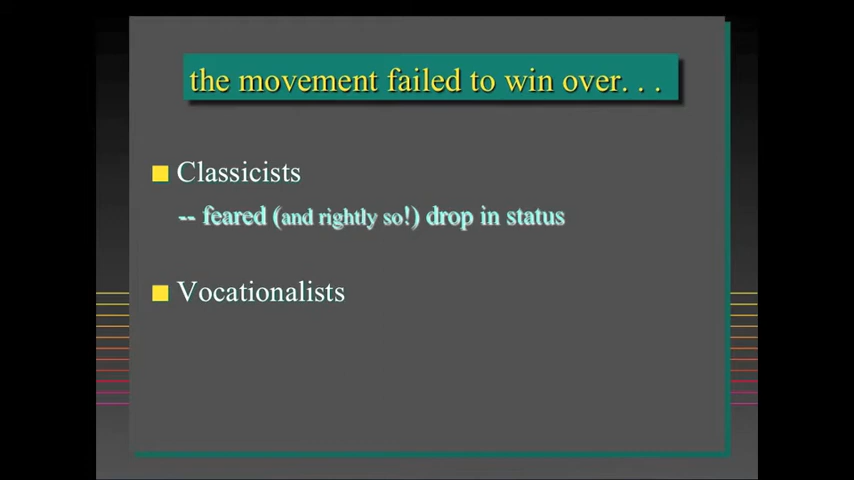 the movement failed to win over. . .
Classicists
-- feared (and rightly so!) drop in status
Vocationalists